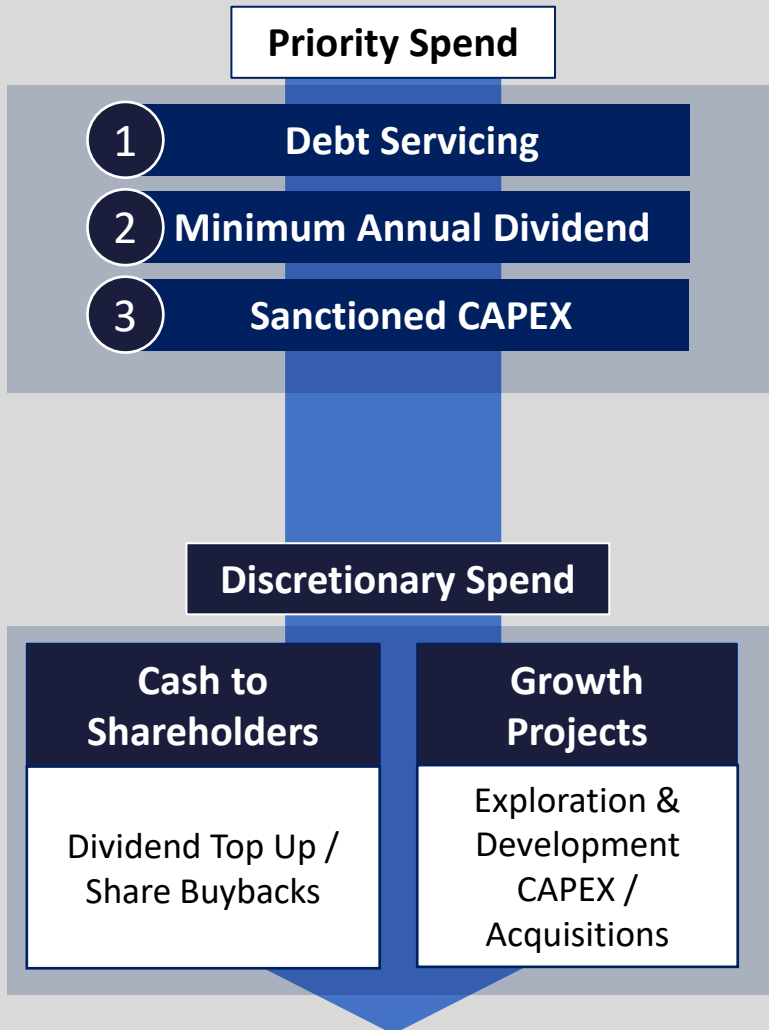 Priority Spend
1
Debt Servicing
2
Minimum Annual Dividend
3
Sanctioned CAPEX
Discretionary Spend
Cash to
Shareholders
Dividend Top Up /
Share Buybacks
Growth
Projects
Exploration &
Development
CAPEX /
Acquisitions